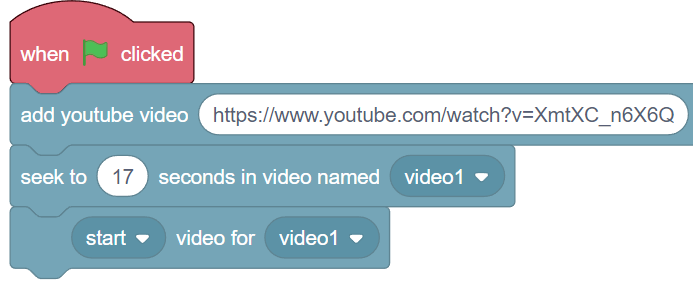 when clicked
add youtube video https://www.youtube.com/watch?v=XmtXC_n6X6Q
seek to 17 seconds in video named video1
start video for video1